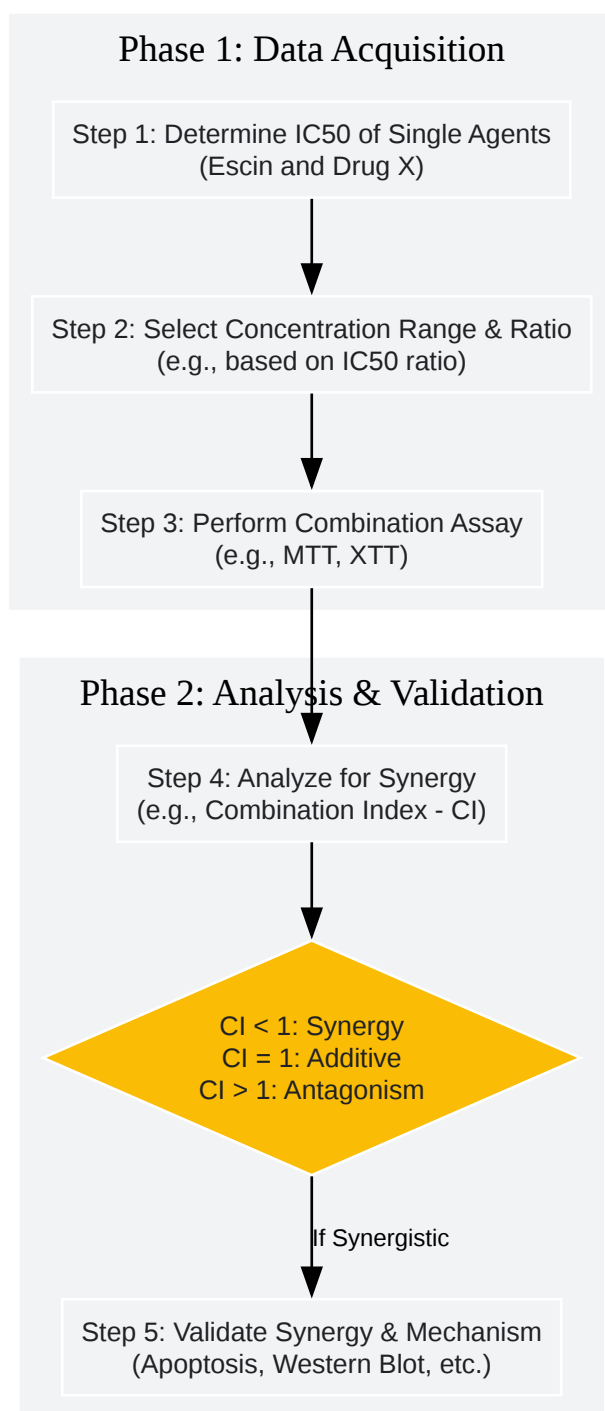 Phase 1: Data Acquisition
Step 1: Determine IC50 of Single Agents
(Escin and Drug X)
Step 2: Select Concentration Range & Ratio
(e.g., based on IC50 ratio)
Step 3: Perform Combination Assay
(e.g., MTT, XTT)
Phase 2: Analysis & Validation
Step 4: Analyze for Synergy
(e.g., Combination Index - CI)
CI < 1: Synergy
CI = 1: Additive
CI > 1: Antagonism
If Synergistic
Step 5: Validate Synergy & Mechanism
(Apoptosis, Western Blot, etc.)